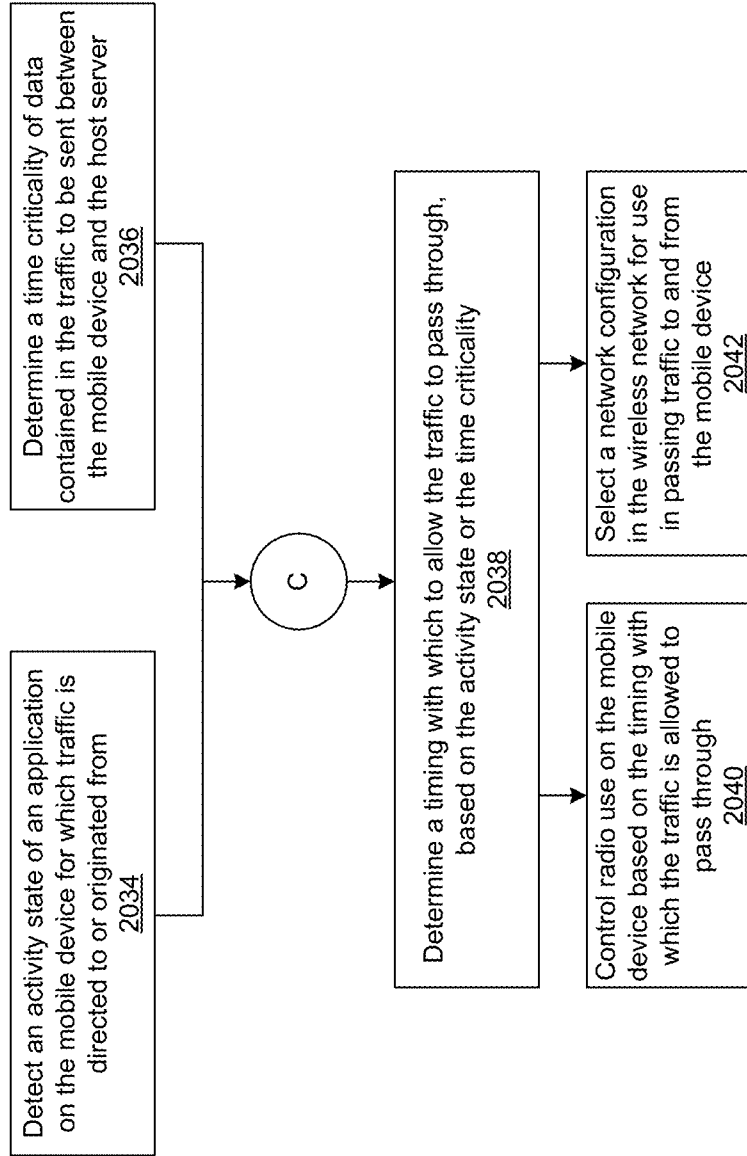 Detect an activity state of an application
on the mobile device for which traffic is
directed to or originated from
2034
Determine a time criticality of data
contained in the traffic to be sent between
the mobile device and the host server
2036
C
Determine a timing with which to allow the traffic to pass through,
based on the activity state or the time criticality
2038
Control radio use on the mobile
device based on the timing with
which the traffic is allowed to
pass through
2040
Select a network configuration
in the wireless network for use
in passing traffic to and from
the mobile device
2042